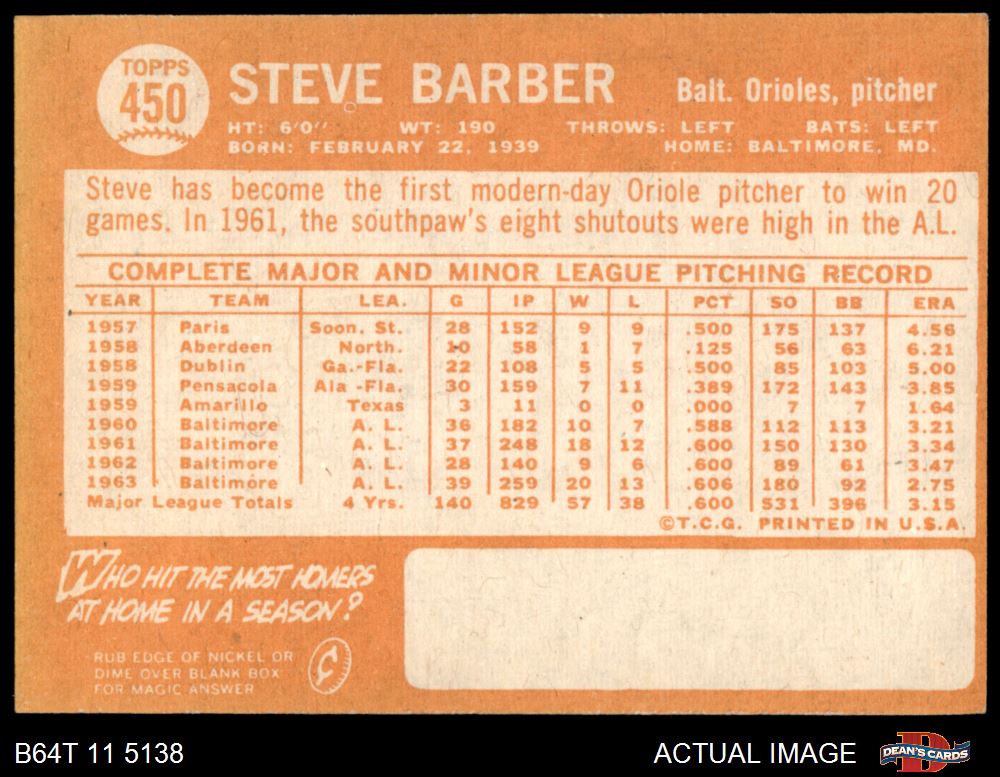 TOPPS
450
STEVE BARBER
Balt. Orioles, pitcher
HT: 6'0" WT: 190 THROWS: LEFT BATS: LEFT
BORN: FEBRUARY 22, 1939 HOME: BALTIMORE, MD.
Steve has become the first modern-day Oriole pitcher to win 20
games. In 1961, the southpaw's eight shutouts were high in the A.L.
COMPLETE MAJOR AND MINOR LEAGUE PITCHING RECORD
YEAR TEAM LEA. G IP W L PCT SO BB ERA
1957 Paris Soon. St. 28 152 9 9 .500 175 137 4.56
1958 Aberdeen North. 10 58 1 7 .125 56 63 6.21
1958 Dublin Ga.-Fla. 22 108 5 5 .500 85 103 5.00
1959 Pensacola Ala -Fla. 30 159 7 11 .389 172 143 3.85
1959 Amarillo Texas 3 11 0 0 .000 7 7 1.64
1960 Baltimore A. L. 36 182 10 7 .588 112 113 3.21
1961 Baltimore A. L. 37 248 18 12 .600 150 130 3.34
1962 Baltimore A. L. 28 140 9 6 .600 89 61 3.47
1963 Baltimore A. L. 39 259 20 13 .606 180 92 2.75
Major League Totals 4 Yrs. 140 829 57 38 .600 531 396 3.15
©T.C.G. PRINTED IN U.S.A.
WHO HIT THE MOST HOMERS
AT HOME IN A SEASON?
RUB EDGE OF NICKEL OR
DIME OVER BLANK BOX
FOR MAGIC ANSWER
¢
B64T 11 5138
ACTUAL IMAGE
D
DEAN'S CARDS